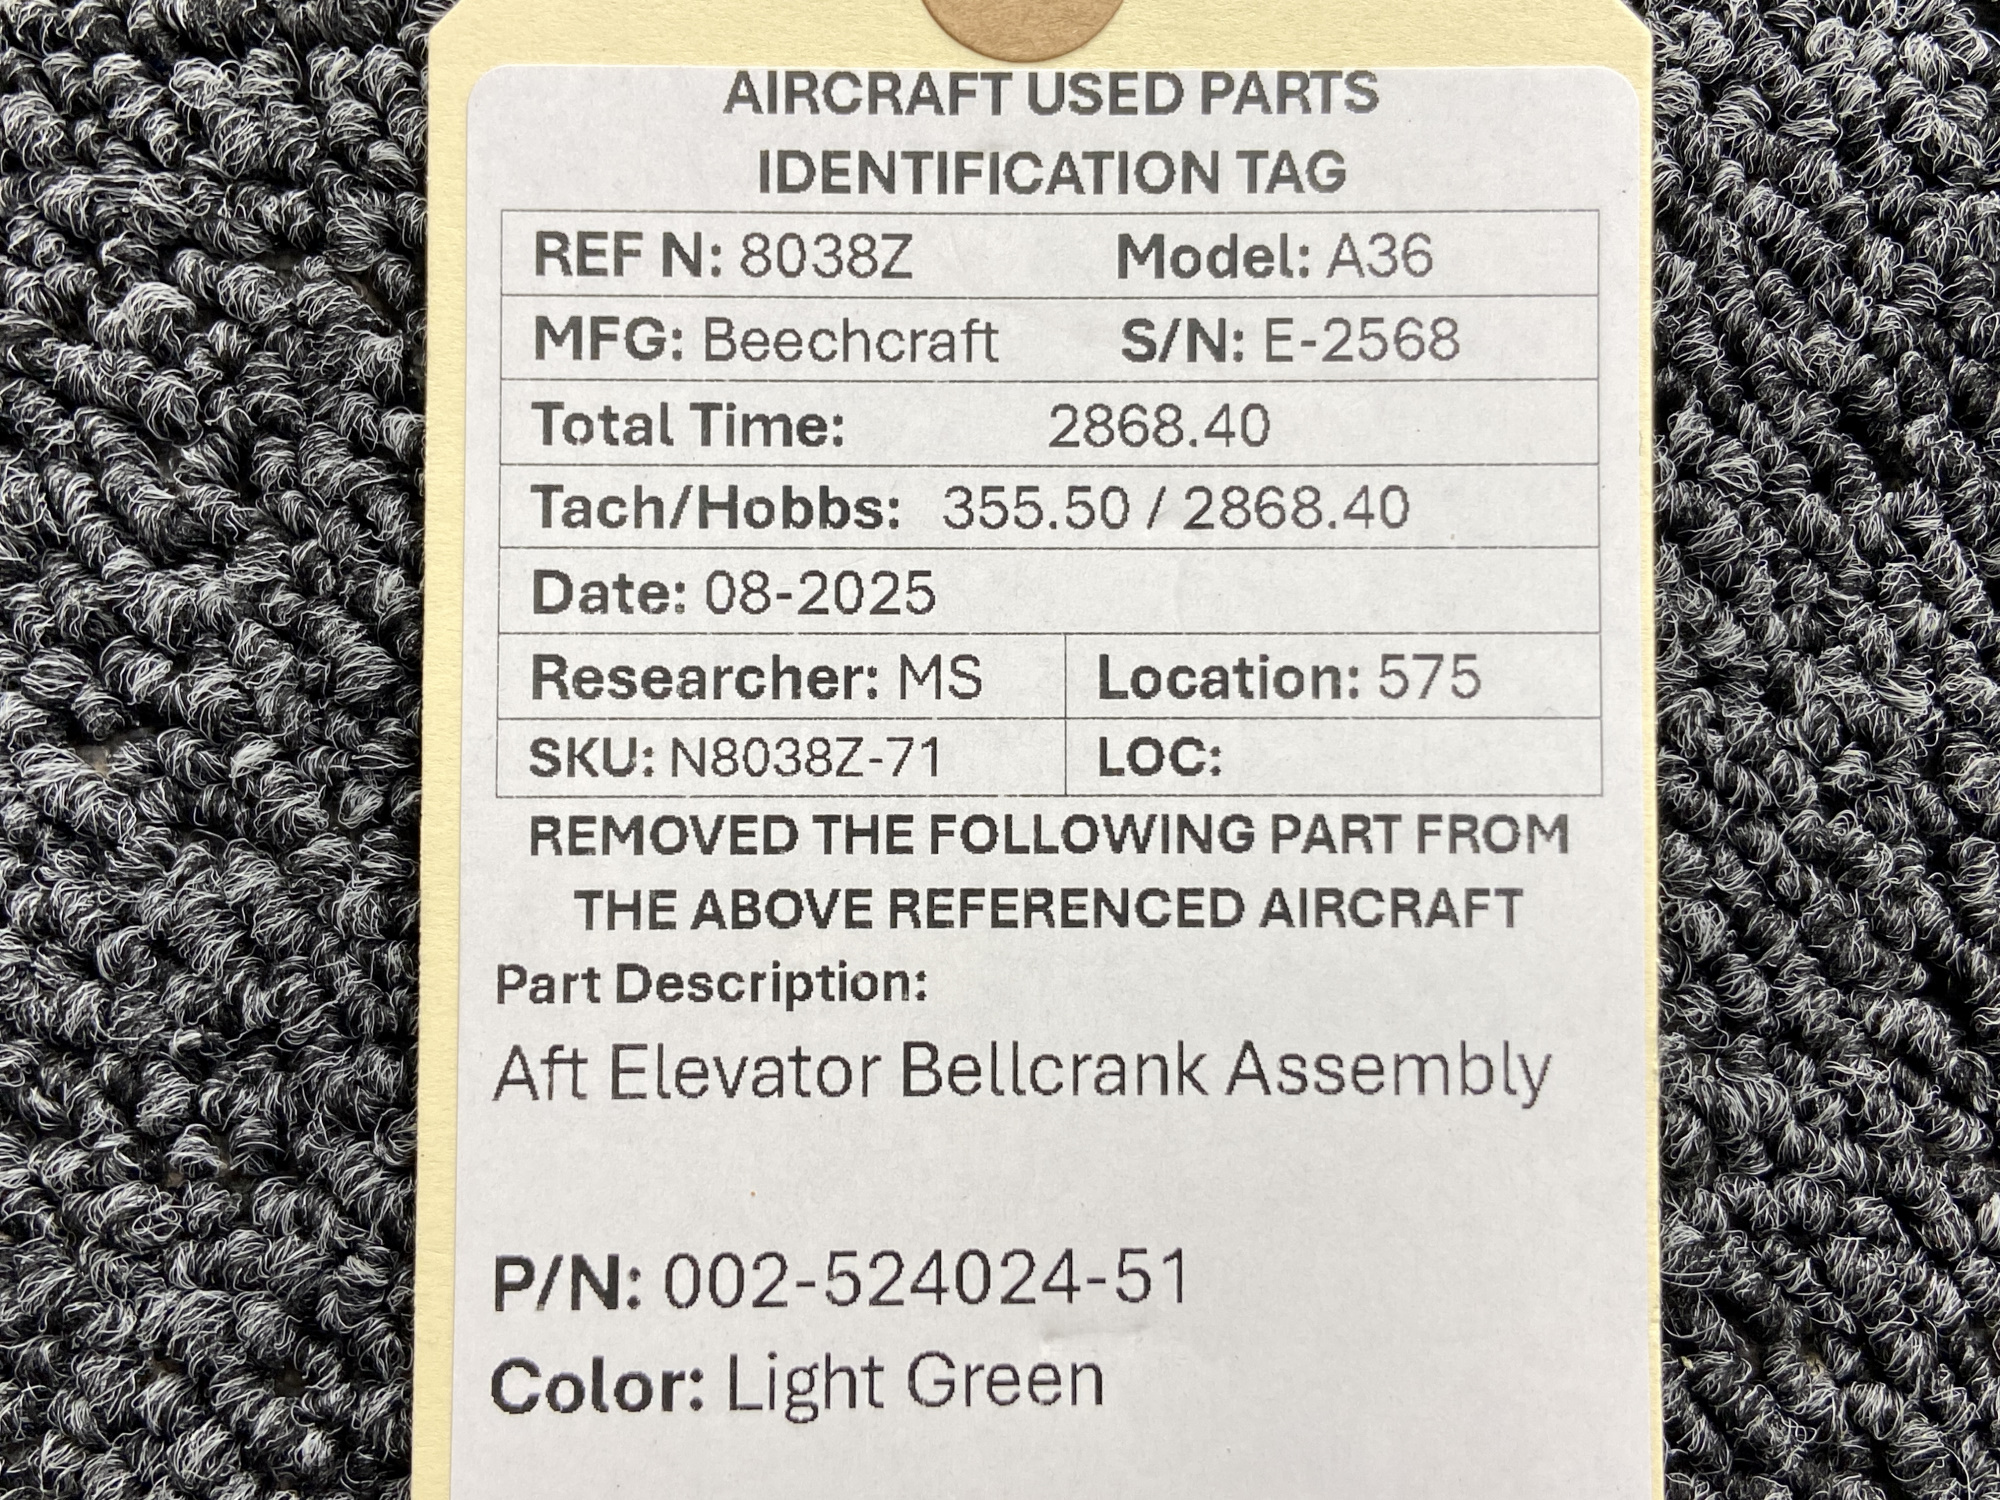 AIRCRAFT USED PARTS
IDENTIFICATION TAG
REF N: 8038Z Model: A36
MFG: Beechcraft S/N: E-2568
Total Time: 2868.40
Tach/Hobbs: 355.50 / 2868.40
Date: 08-2025
Researcher: MS Location: 575
SKU: N8038Z-71 LOC:
REMOVED THE FOLLOWING PART FROM
THE ABOVE REFERENCED AIRCRAFT
Part Description:
Aft Elevator Bellcrank Assembly
P/N: 002-524024-51
Color: Light Green